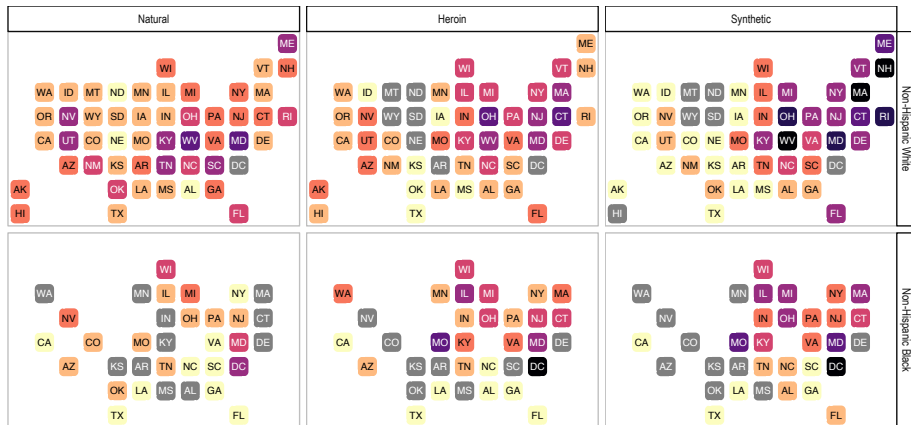 Natural
Heroin
Synthetic
Non-Hispanic White
ME
WI VT NH
WA ID MT ND MN IL MI NY MA
OR NV WY SD IA IN OH PA NJ CT RI
CA UT CO NE MO KY WV VA MD DE
AZ NM KS AR TN NC SC DC
AK OK LA MS AL GA
HI TX FL
ME
WI VT NH
WA ID MT ND MN IL MI NY MA
OR NV WY SD IA IN OH PA NJ CT RI
CA UT CO NE MO KY WV VA MD DE
AZ NM KS AR TN NC SC DC
AK OK LA MS AL GA
HI TX FL
ME
WI VT NH
WA ID MT ND MN IL MI NY MA
OR NV WY SD IA IN OH PA NJ CT RI
CA UT CO NE MO KY WV VA MD DE
AZ NM KS AR TN NC SC DC
AK OK LA MS AL GA
HI TX FL
Non-Hispanic Black
WI
WA MN IL MI NY MA
NV IN OH PA NJ CT
CA CO MO KY VA MD DE
AZ KS AR TN NC SC DC
OK LA MS AL GA
TX FL
WI
WA MN IL MI NY MA
NV IN OH PA NJ CT
CA CO MO KY VA MD DE
AZ KS AR TN NC SC DC
OK LA MS AL GA
TX FL
WI
WA MN IL MI NY MA
NV IN OH PA NJ CT
CA CO MO KY VA MD DE
AZ KS AR TN NC SC DC
OK LA MS AL GA
TX FL